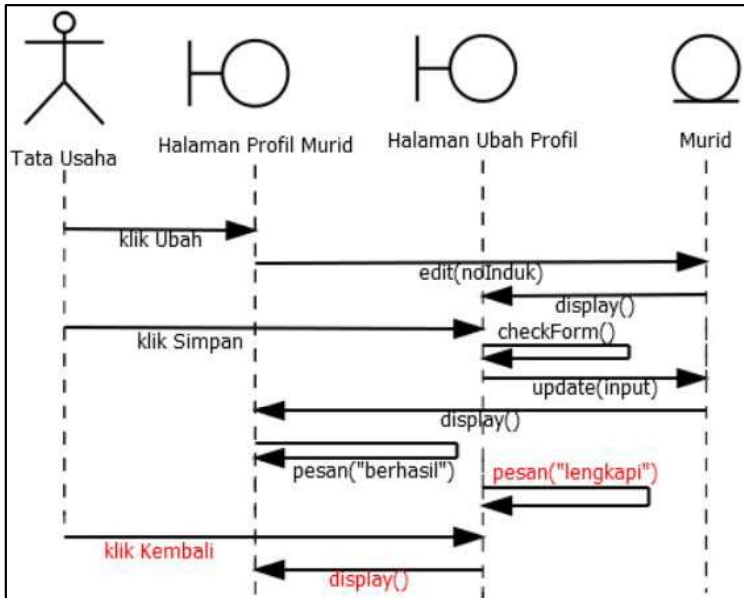 Tata Usaha
Halaman Profil Murid
Halaman Ubah Profil
Murid
klik Ubah
edit(noInduk)
display()
klik Simpan
checkForm()
update(input)
display()
pesan("berhasil")
pesan("lengkapi")
klik Kembali
display()